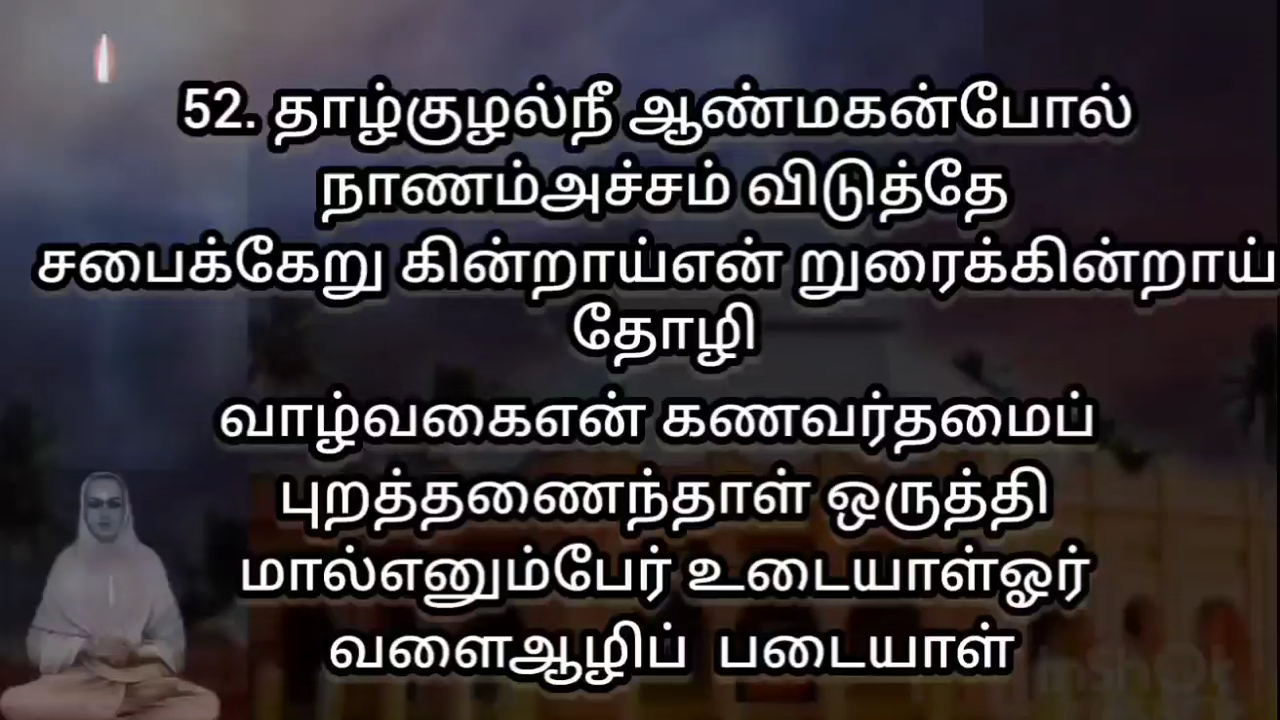 52. தாழ்குழல்நீ ஆண்மகன்போல்
நாணம்அச்சம் விடுத்தே
சபைக்கேறு கின்றாய்என் றுரைக்கின்றாய்
தோழி
வாழ்வகைஎன் கணவர்தமைப்
புறத்தணைந்தாள் ஒருத்தி
மால்எனும்பேர் உடையாள்ஓர்
வளைஆழிப் படையாள்
InShOt